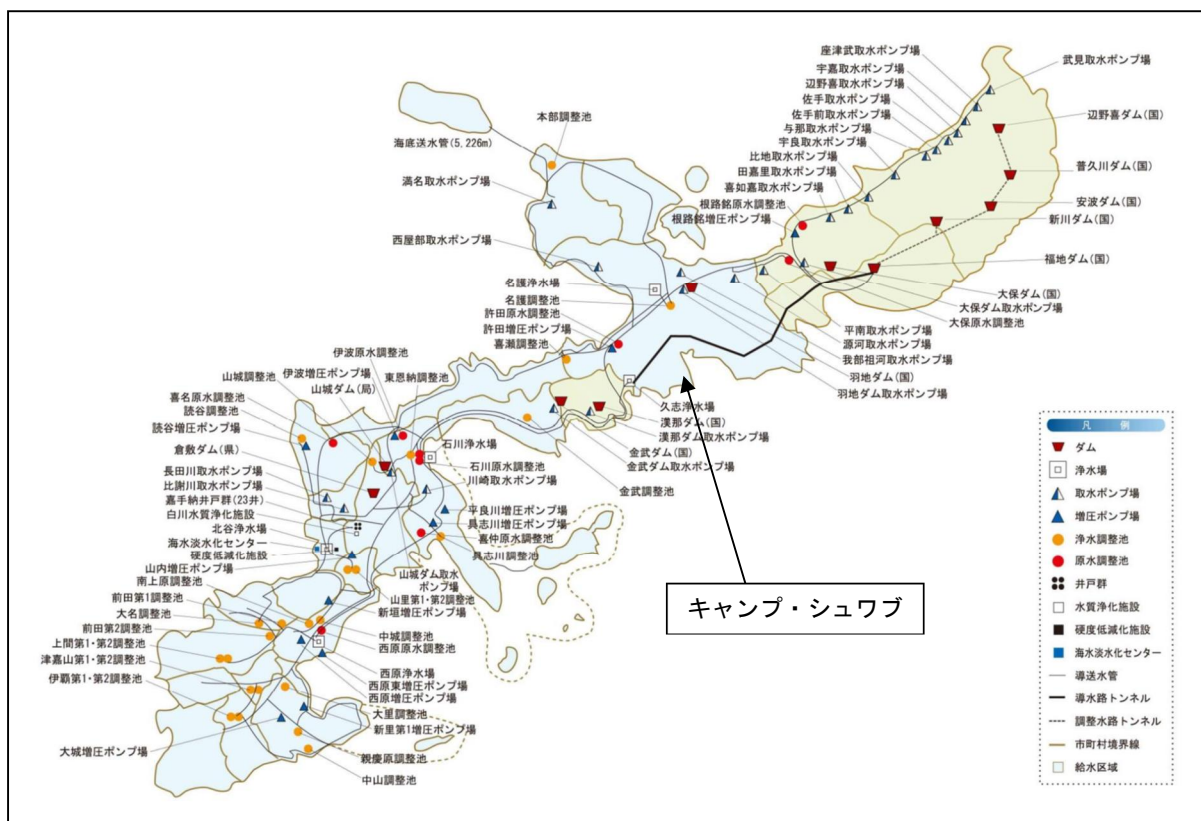 座津武取水ポンプ場
宇嘉取水ポンプ場
辺野喜取水ポンプ場
佐手取水ポンプ場
佐手前取水ポンプ場
与那取水ポンプ場
宇良取水ポンプ場
比地取水ポンプ場
田嘉里取水ポンプ場
喜如嘉取水ポンプ場
根路銘原水調整池
根路銘増圧ポンプ場
武見取水ポンプ場
辺野喜ダム(国)
普久川ダム(国)
安波ダム(国)
新川ダム(国)
福地ダム(国)
大保ダム(国)
大保ダム取水ポンプ場
大保原水調整池
平南取水ポンプ場
源河取水ポンプ場
我部祖河取水ポンプ場
羽地ダム(国)
羽地ダム取水ポンプ場
本部調整池
海底送水管(5,226m)
満名取水ポンプ場
西屋部取水ポンプ場
名護浄水場
名護調整池
許田原水調整池
許田増圧ポンプ場
喜瀬調整池
久志浄水場
漢那ダム(国)
漢那ダム取水ポンプ場
金武ダム(国)
金武ダム取水ポンプ場
金武調整池
伊波原水調整池
伊波増圧ポンプ場
山城ダム(局)
東恩納調整池
山城調整池
喜名原水調整池
読谷調整池
読谷増圧ポンプ場
倉敷ダム(県)
長田川取水ポンプ場
比謝川取水ポンプ場
嘉手納井戸群(23井)
白川水質浄化施設
北谷浄水場
海水淡水化センター
硬度低減化施設
山内増圧ポンプ場
南上原調整池
前田第1調整池
大名調整池
前田第2調整池
上間第1・第2調整池
津嘉山第1・第2調整池
伊覇第1・第2調整池
大城増圧ポンプ場
石川浄水場
石川原水調整池
川崎取水ポンプ場
平良川増圧ポンプ場
具志川増圧ポンプ場
喜仲原水調整池
具志川調整池
山城ダム取水
ポンプ場
山里第1・第2調整池
新垣増圧ポンプ場
中城調整池
西原原水調整池
西原浄水場
西原東増圧ポンプ場
西原増圧ポンプ場
大里調整池
新里第1増圧ポンプ場
親慶原調整池
中山調整池
キャンプ・シュワブ
凡 例
ダム
浄水場
取水ポンプ場
増圧ポンプ場
浄水調整池
原水調整池
井戸群
水質浄化施設
硬度低減化施設
海水淡水化センター
導送水管
導水路トンネル
調整水路トンネル
市町村境界線
給水区域